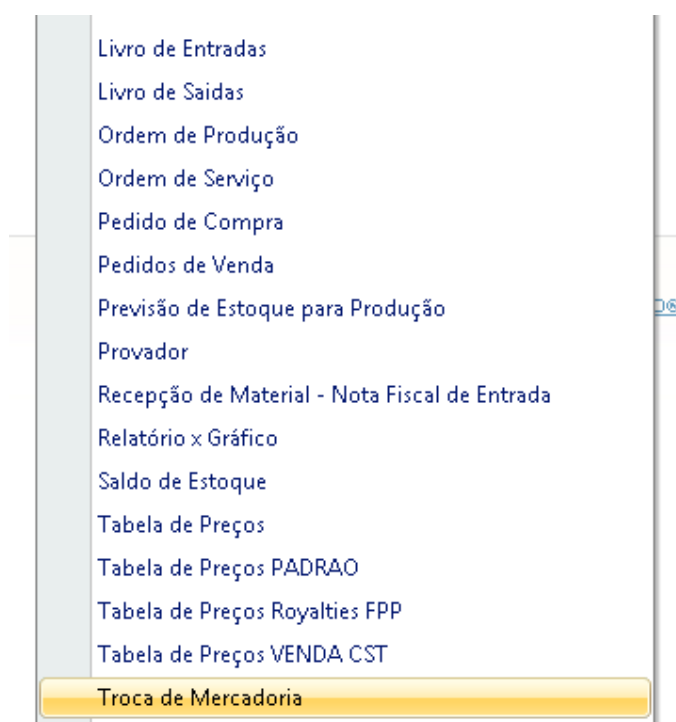 Livro de Entradas
Livro de Saidas
Ordem de Produção
Ordem de Serviço
Pedido de Compra
Pedidos de Venda
Previsão de Estoque para Produção
Provador
Recepção de Material - Nota Fiscal de Entrada
Relatório x Gráfico
Saldo de Estoque
Tabela de Preços
Tabela de Preços PADRAO
Tabela de Preços Royalties FPP
Tabela de Preços VENDA CST
Troca de Mercadoria